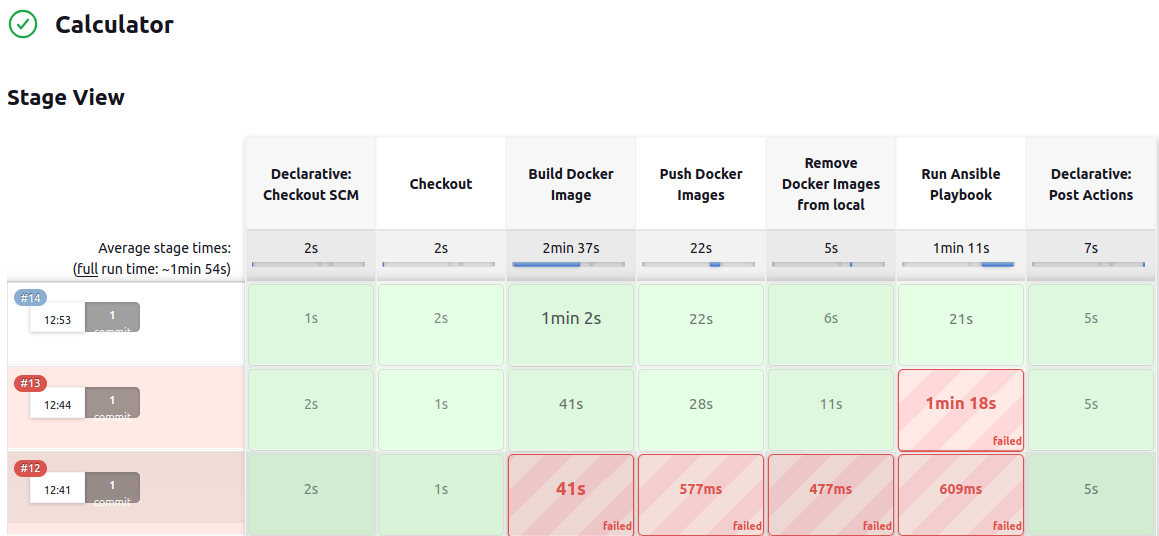 Calculator
Stage View
Declarative:
Checkout SCM
Checkout
Build Docker
Image
Push Docker
Images
Remove
Docker Images
from local
Run Ansible
Playbook
Declarative:
Post Actions
Average stage times:
(full run time: ~1min 54s)
2s
2s
2min 37s
22s
5s
1min 11s
7s
#14
12:53
1
commit
1s
2s
1min 2s
22s
6s
21s
5s
#13
12:44
1
commit
2s
1s
41s
28s
11s
1min 18s
failed
5s
#12
12:41
1
commit
2s
1s
41s
failed
577ms
failed
477ms
failed
609ms
failed
5s